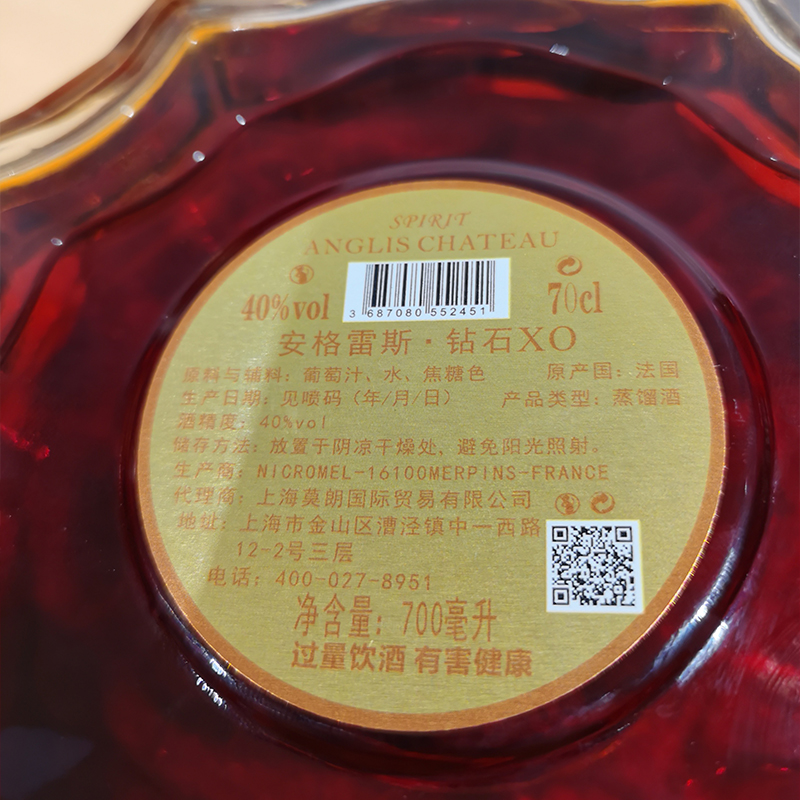 SPIRIT
ANGLIS CHATEAU
40%vol
3 687080 552451
70cl
安格雷斯·钻石XO
原料与辅料：葡萄汁、水、焦糖色 原产国：法国
生产日期：见喷码（年/月/日） 产品类型：蒸馏酒
酒精度：40%vol
储存方法：放置于阴凉干燥处、避免阳光照射。
生产商：NICROMEL-16100MERPINS-FRANCE
代理商：上海莫朗国际贸易有限公司
地址：上海市金山区漕泾镇中一西路
12-2号三层
电话：400-027-8951
净含量：700毫升
过量饮酒 有害健康